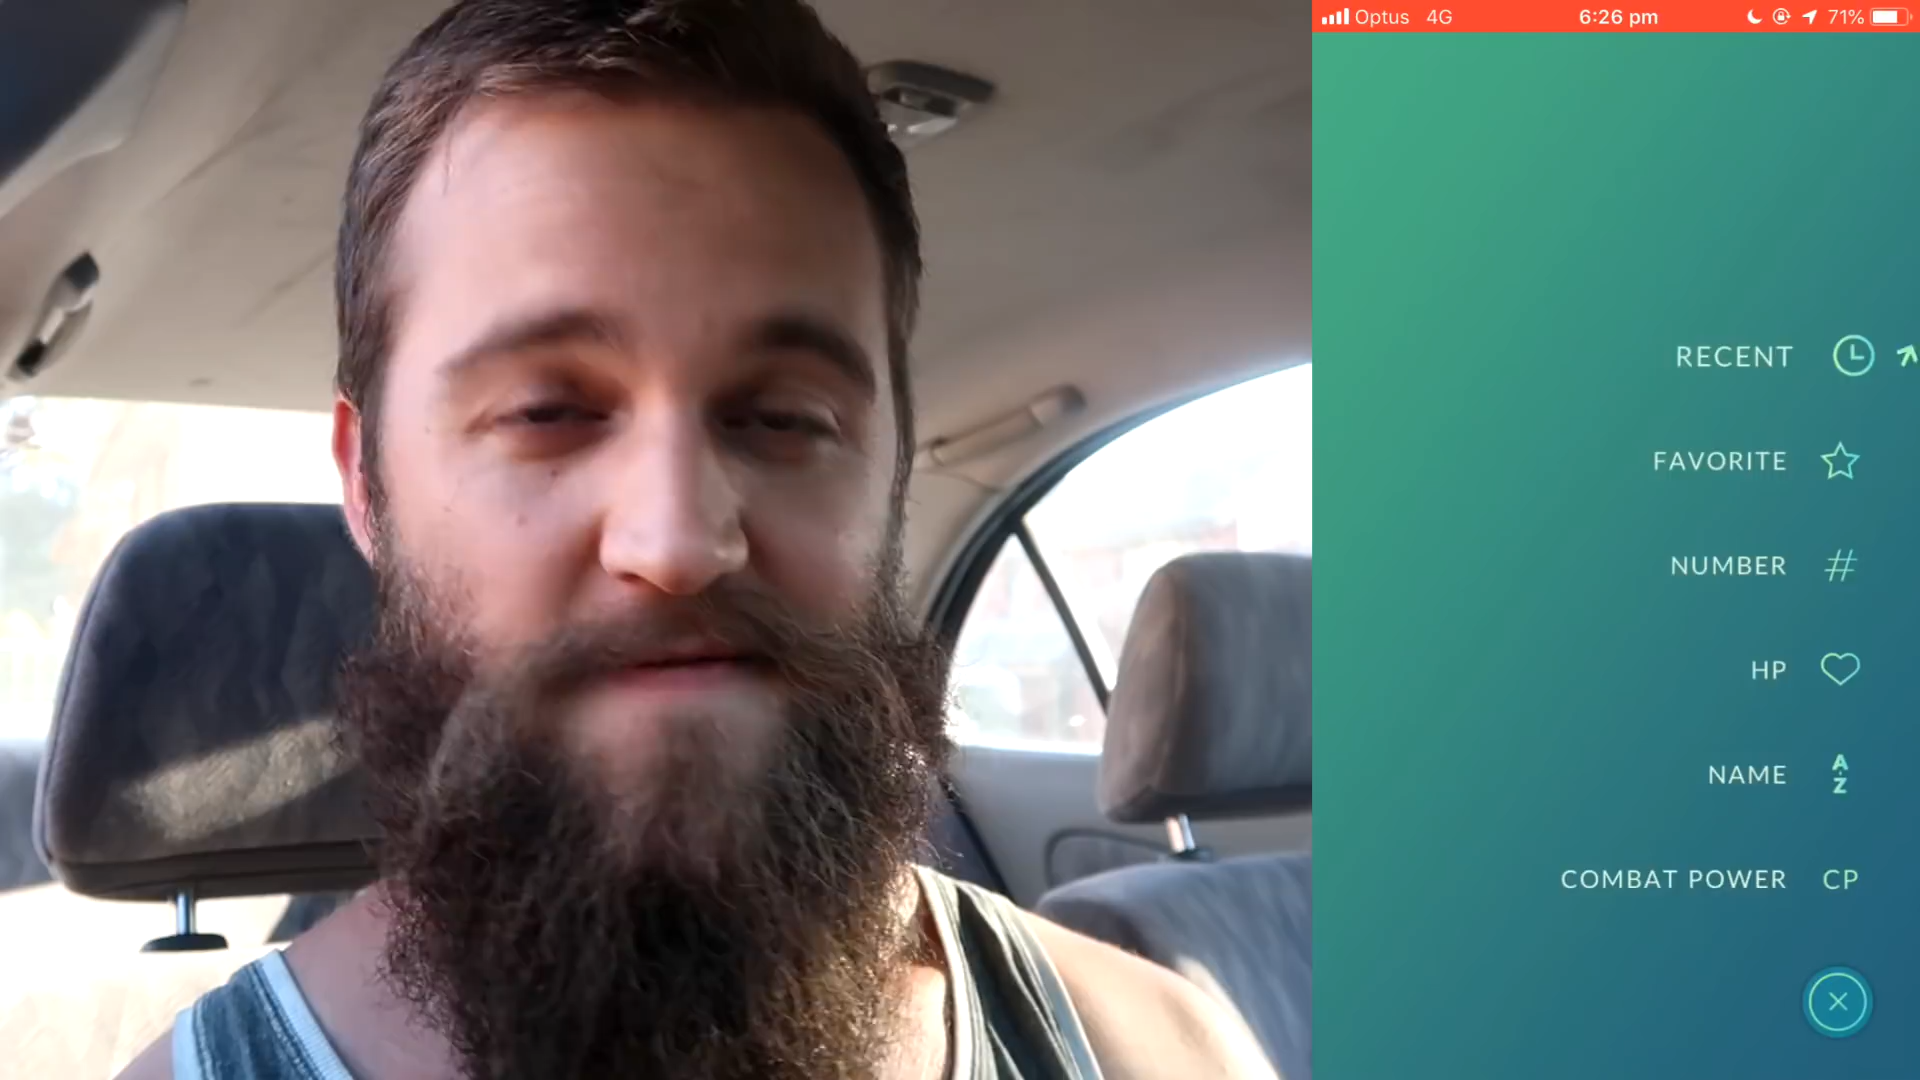 Optus 4G 6:26 pm 71%
RECENT
FAVORITE
NUMBER #
HP
NAME A-Z
COMBAT POWER CP